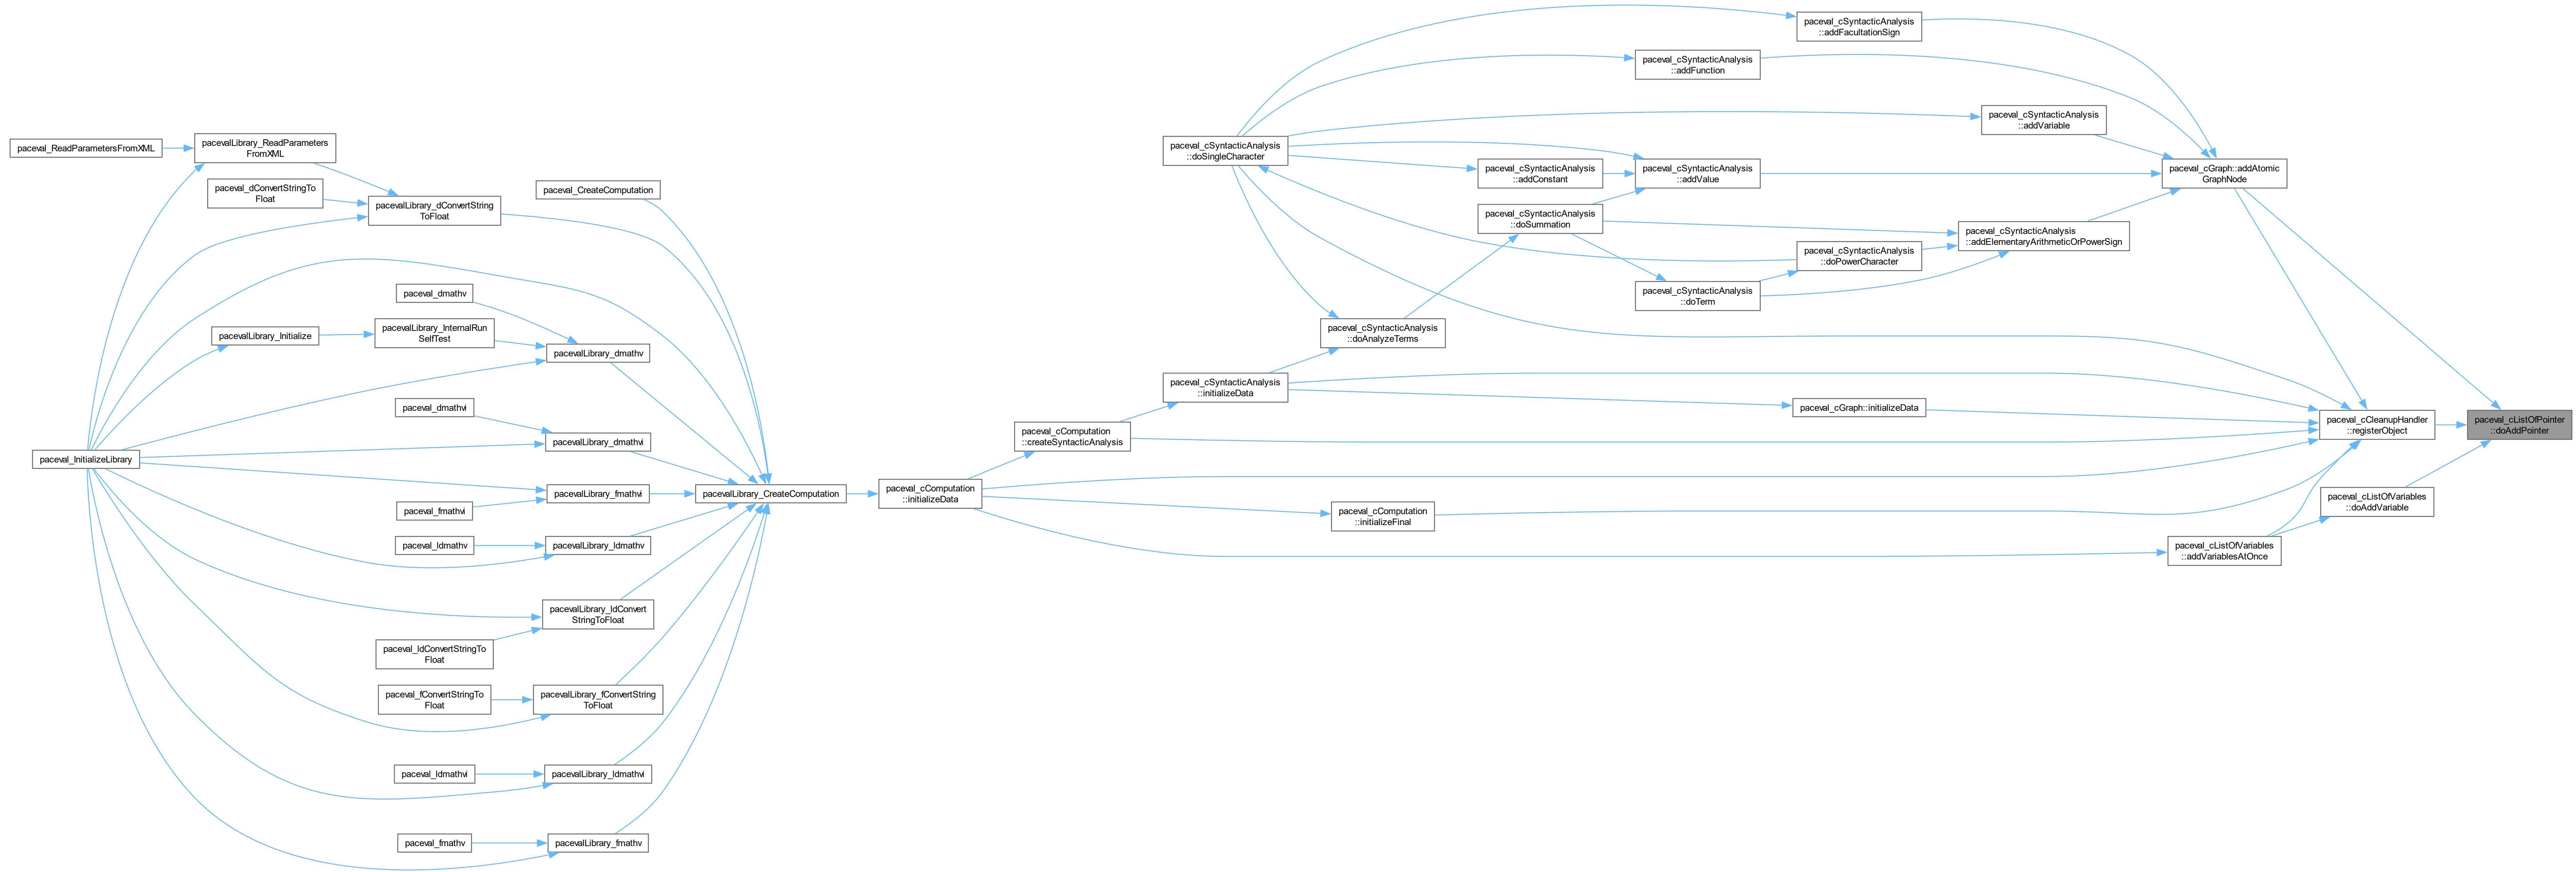 paceval_ReadParametersFromXML
pacevalLibrary_ReadParameters
FromXML
paceval_dConvertStringTo
Float
pacevalLibrary_dConvertString
ToFloat
paceval_CreateComputation
paceval_dmathv
pacevalLibrary_Initialize
pacevalLibrary_InternalRun
SelfTest
pacevalLibrary_dmathv
paceval_dmathvi
pacevalLibrary_dmathvi
paceval_InitializeLibrary
pacevalLibrary_fmathvi
paceval_fmathvi
pacevalLibrary_CreateComputation
paceval_ldmathv
pacevalLibrary_ldmathv
pacevalLibrary_ldConvert
StringToFloat
paceval_ldConvertStringTo
Float
paceval_fConvertStringTo
Float
pacevalLibrary_fConvertString
ToFloat
paceval_ldmathvi
pacevalLibrary_ldmathvi
paceval_fmathv
pacevalLibrary_fmathv
paceval_cComputation
::initializeData
paceval_cComputation
::createSyntacticAnalysis
paceval_cSyntacticAnalysis
::initializeData
paceval_cSyntacticAnalysis
::doAnalyzeTerms
paceval_cSyntacticAnalysis
::doSingleCharacter
paceval_cComputation
::initializeFinal
paceval_cSyntacticAnalysis
::addConstant
paceval_cSyntacticAnalysis
::doSummation
paceval_cSyntacticAnalysis
::addFunction
paceval_cSyntacticAnalysis
::addValue
paceval_cSyntacticAnalysis
::doTerm
paceval_cSyntacticAnalysis
::addFacultationSign
paceval_cSyntacticAnalysis
::doPowerCharacter
paceval_cGraph::initializeData
paceval_cSyntacticAnalysis
::addVariable
paceval_cSyntacticAnalysis
::addElementaryArithmeticOrPowerSign
paceval_cGraph::addAtomic
GraphNode
paceval_cCleanupHandler
::registerObject
paceval_cListOfPointer
::doAddPointer
paceval_cListOfVariables
::doAddVariable
paceval_cListOfVariables
::addVariablesAtOnce